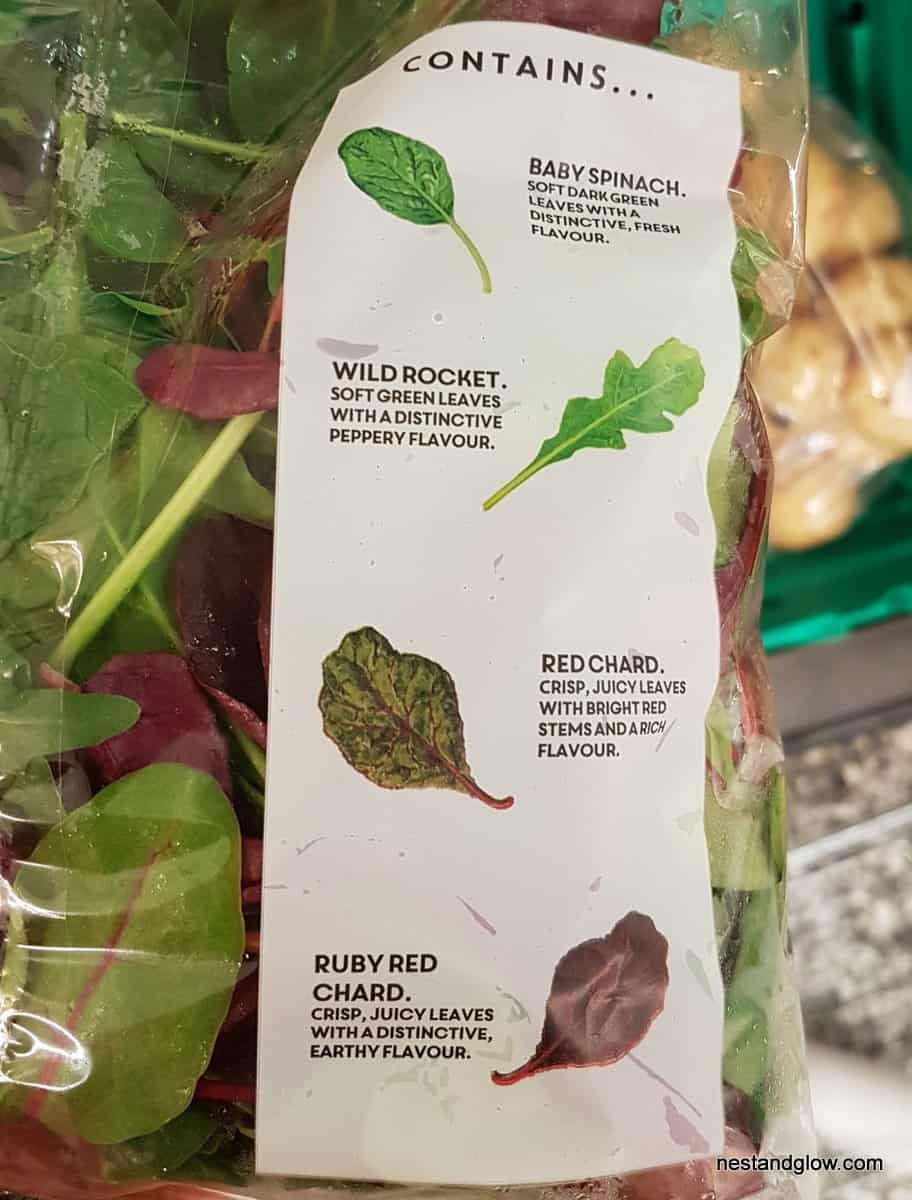 CONTAINS...
BABY SPINACH.
SOFT DARK GREEN
LEAVES WITH A
DISTINCTIVE, FRESH
FLAVOUR.
WILD ROCKET.
SOFT GREEN LEAVES
WITH A DISTINCTIVE
PEPPERY FLAVOUR.
RED CHARD.
CRISP, JUICY LEAVES
WITH BRIGHT RED
STEMS AND A RICH
FLAVOUR.
RUBY RED
CHARD.
CRISP, JUICY LEAVES
WITH A DISTINCTIVE,
EARTHY FLAVOUR.
nestandglow.com